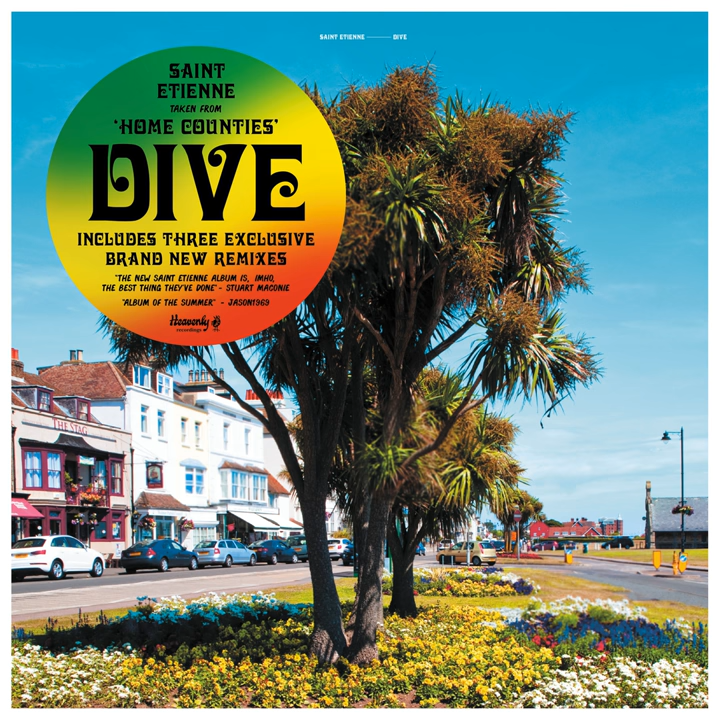 SAINT ETIENNE DIVE
SAINT
ETIENNE
TAKEN FROM
'HOME COUNTIES'
DIVE
INCLUDES THREE EXCLUSIVE
BRAND NEW REMIXES
"THE NEW SAINT ETIENNE ALBUM IS, IMHO,
THE BEST THING THEY'VE DONE" - STUART MACONIE
"ALBUM OF THE SUMMER" - JASON1969
Heavenly
recordings
THE STAG